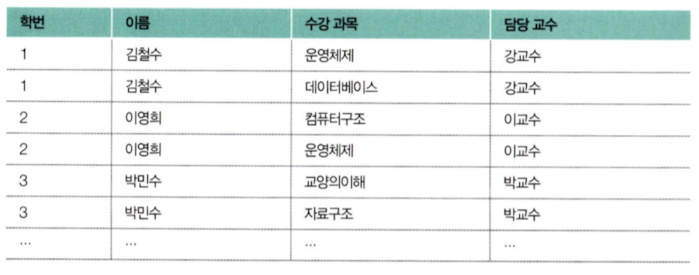 학번 이름 수강 과목 담당 교수
1 김철수 운영체제 강교수
1 김철수 데이터베이스 강교수
2 이영희 컴퓨터구조 이교수
2 이영희 운영체제 이교수
3 박민수 교양의이해 박교수
3 박민수 자료구조 박교수
… … … …